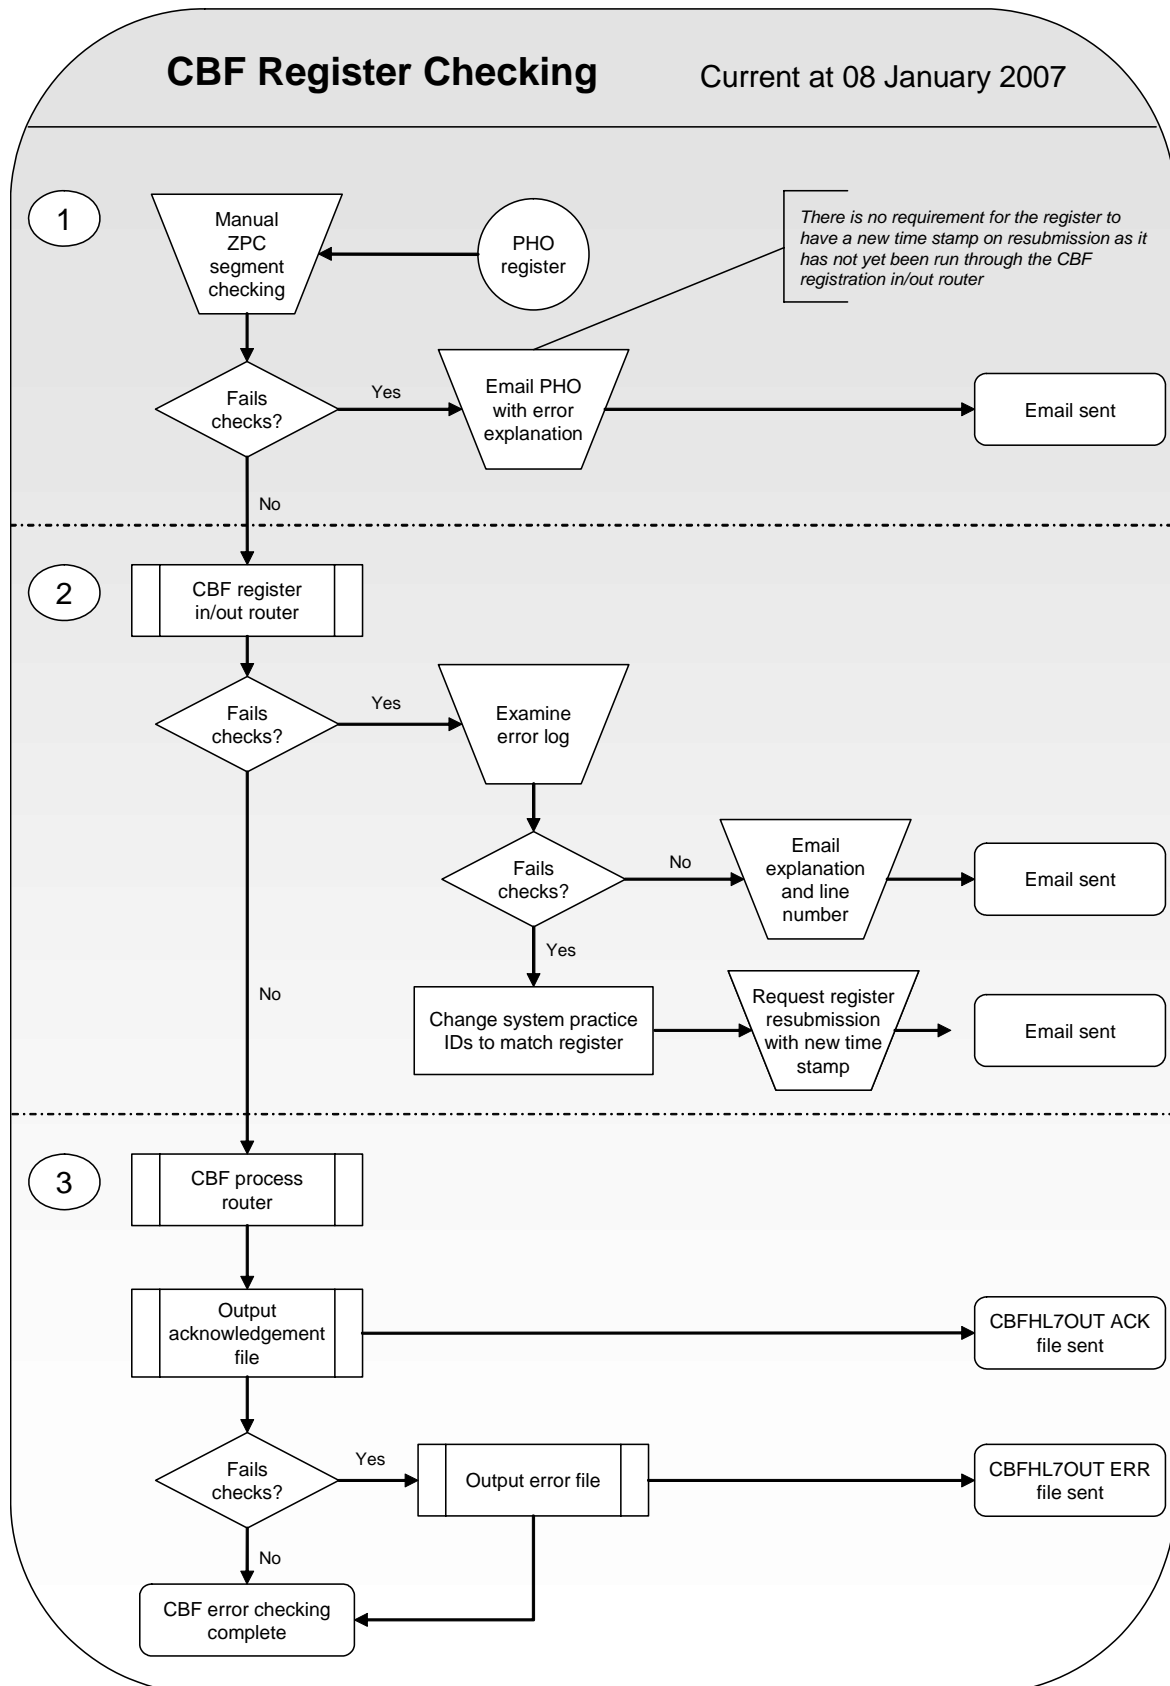 CBF Register Checking
Current at 08 January 2007
1
Manual
ZPC
segment
checking
PHO
register
There is no requirement for the register to
have a new time stamp on resubmission as it
has not yet been run through the CBF
registration in/out router
Fails
checks?
Yes
Email PHO
with error
explanation
Email sent
No
2
CBF register
in/out router
Fails
checks?
Yes
Examine
error log
Fails
checks?
No
Email
explanation
and line
number
Email sent
Yes
No
Change system practice
IDs to match register
Request register
resubmission
with new time
stamp
Email sent
3
CBF process
router
Output
acknowledgement
file
CBFHL7OUT ACK
file sent
Fails
checks?
Yes
Output error file
CBFHL7OUT ERR
file sent
No
CBF error checking
complete